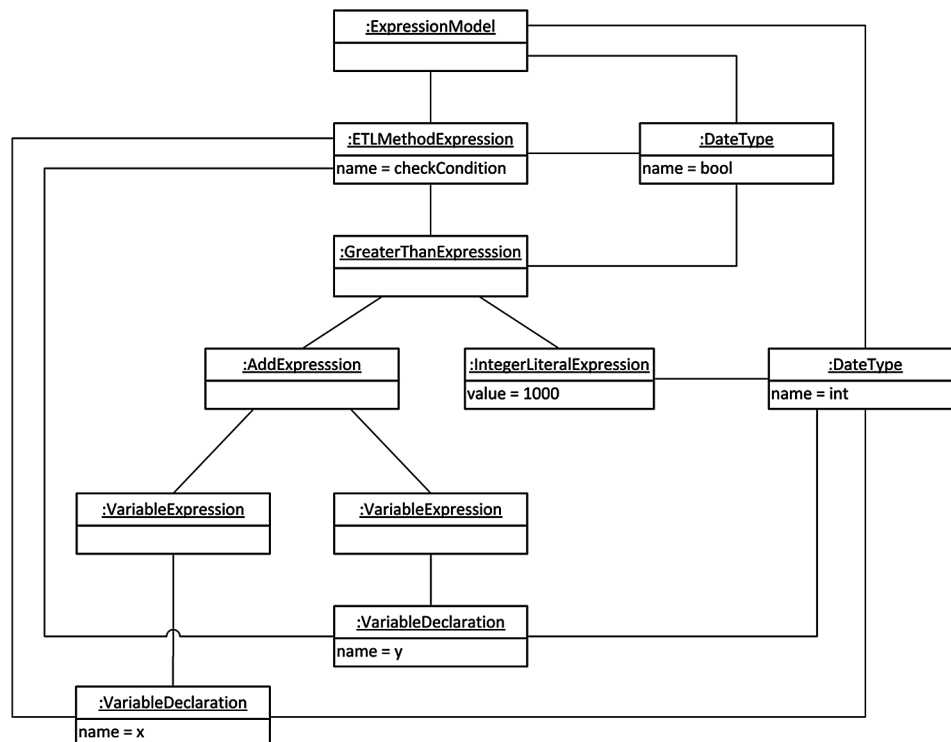 :ExpressionModel
:ETLMethodExpression
name = checkCondition
:DateType
name = bool
:GreaterThanExpresssion
:AddExpresssion
:IntegerLiteralExpression
value = 1000
:DateType
name = int
:VariableExpression
:VariableExpression
:VariableDeclaration
name = y
:VariableDeclaration
name = x